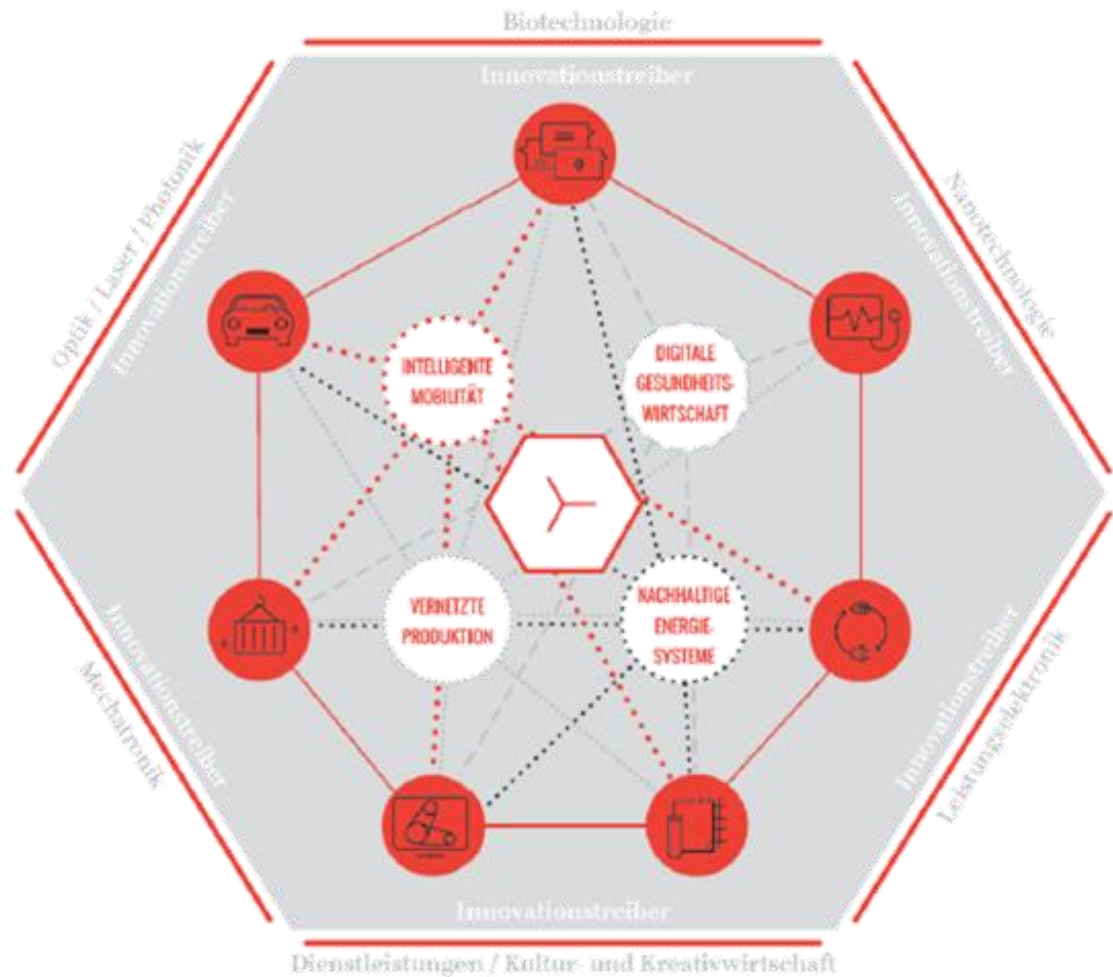 Biotechnologie
Innovationstreiber
Optik / Laser / Photonik
Innovationstreiber
Nanotechnologie
Innovationstreiber
INTELLIGENTE
MOBILITÄT
DIGITALE
GESUNDHEITS-
WIRTSCHAFT
VERNETZTE
PRODUKTION
NACHHALTIGE
ENERGIE-
SYSTEME
Mechatronik
Innovationstreiber
Leistungselektronik
Innovationstreiber
Innovationstreiber
Dienstleistungen / Kultur- und Kreativwirtschaft